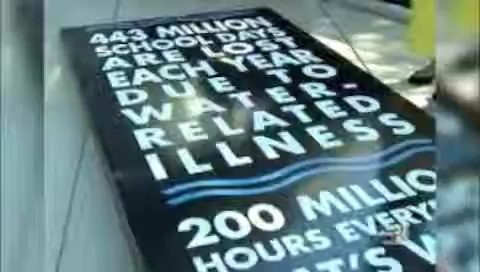 443 MILLION
SCHOOL DAYS
ARE LOST
EACH YEAR
DUE TO
WATER-
RELATED
ILLNESS
200 MILLION
HOURS EVERY